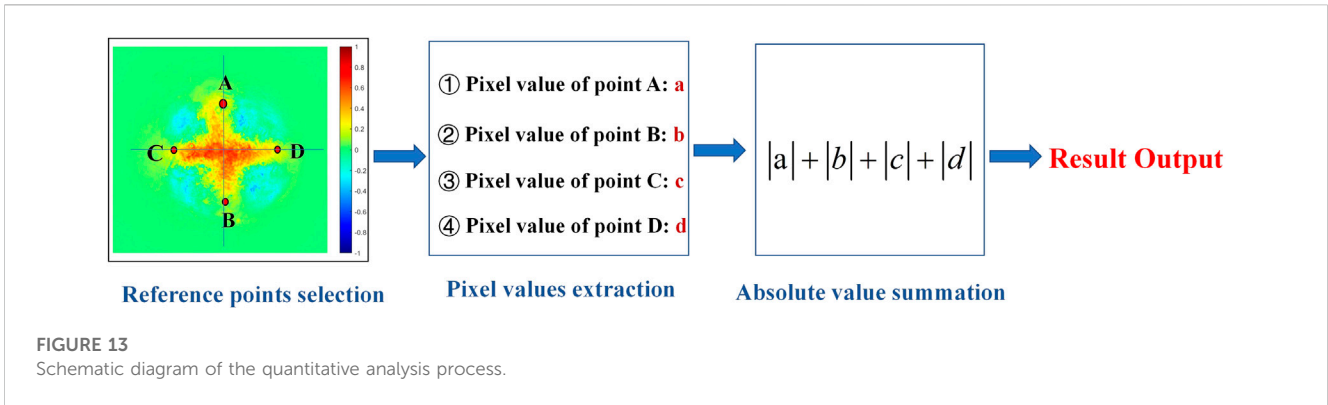 A
C
D
B
1
0.8
0.6
0.4
0.2
0
-0.2
-0.4
-0.6
-0.8
-1
① Pixel value of point A: a
② Pixel value of point B: b
③ Pixel value of point C: c
④ Pixel value of point D: d
|a|+|b|+|c|+|d|
Result Output
Reference points selection
Pixel values extraction
Absolute value summation
FIGURE 13
Schematic diagram of the quantitative analysis process.